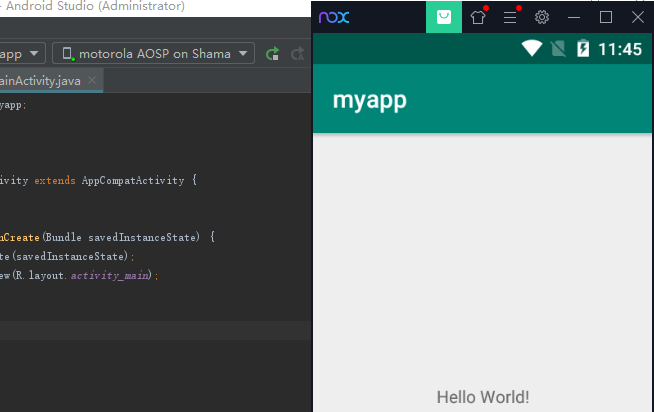 - Android Studio (Administrator)
nox
app
motorola AOSP on Shama
11:45
ainActivity.java
myapp
yapp;
ivity extends AppCompatActivity {
nCreate(Bundle savedInstanceState) {
te(savedInstanceState);
ew(R.layout.activity_main);
Hello World!